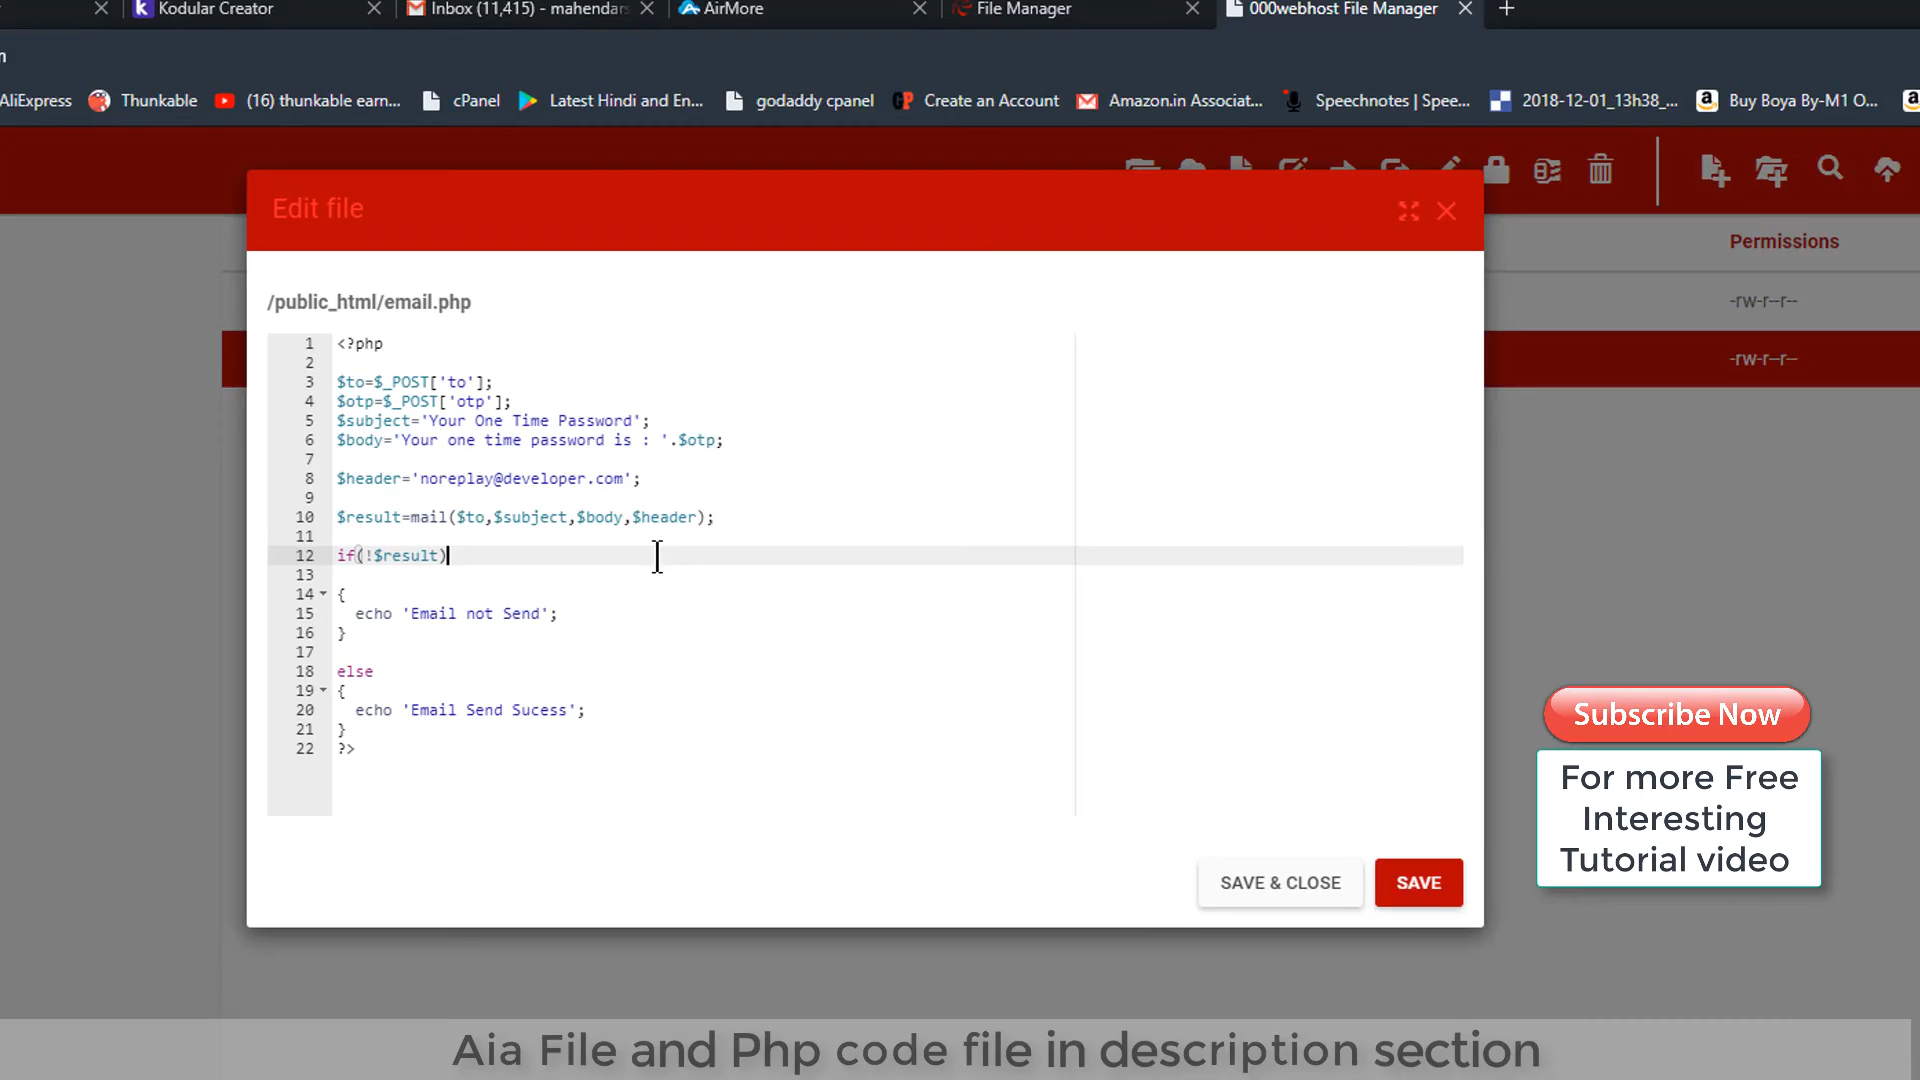 Kodular Creator
Inbox (11,415) - mahendars
AirMore
File Manager
000webhost File Manager
AliExpress
Thunkable
(16) thunkable earn...
cPanel
Latest Hindi and En...
godaddy cpanel
Create an Account
Amazon.in Associat...
Speechnotes | Spee...
2018-12-01_13h38_...
Buy Boya By-M1 O...
Edit file
Permissions
-rw-r--r--
-rw-r--r--
/public_html/email.php
1 <?php
2
3 $to=$_POST['to'];
4 $otp=$_POST['otp'];
5 $subject='Your One Time Password';
6 $body='Your one time password is : '.$otp;
7
8 $header='noreplay@developer.com';
9
10 $result=mail($to,$subject,$body,$header);
11
12 if(!$result)
13
14 {
15 echo 'Email not Send';
16 }
17
18 else
19 {
20 echo 'Email Send Sucess';
21 }
22 ?>
SAVE & CLOSE
SAVE
Subscribe Now
For more Free
Interesting
Tutorial video
Aia File and Php code file in description section